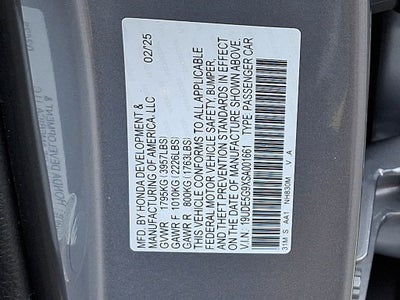 02/25
MFD. BY HONDA DEVELOPMENT &
MANUFACTURING OF AMERICA, LLC
GVWR 1795KG (3957LBS)
GAWR F 1010KG (2226LBS)
GAWR R 800KG (1763LBS)
THIS VEHICLE CONFORMS TO ALL APPLICABLE
FEDERAL MOTOR VEHICLE SAFETY, BUMPER,
AND THEFT PREVENTION STANDARDS IN EFFECT
ON THE DATE OF MANUFACTURE SHOWN ABOVE.
V.I.N. 19UDE5G9XSA001661 TYPE PASSENGER CAR
31M S AA1 NH830M V A